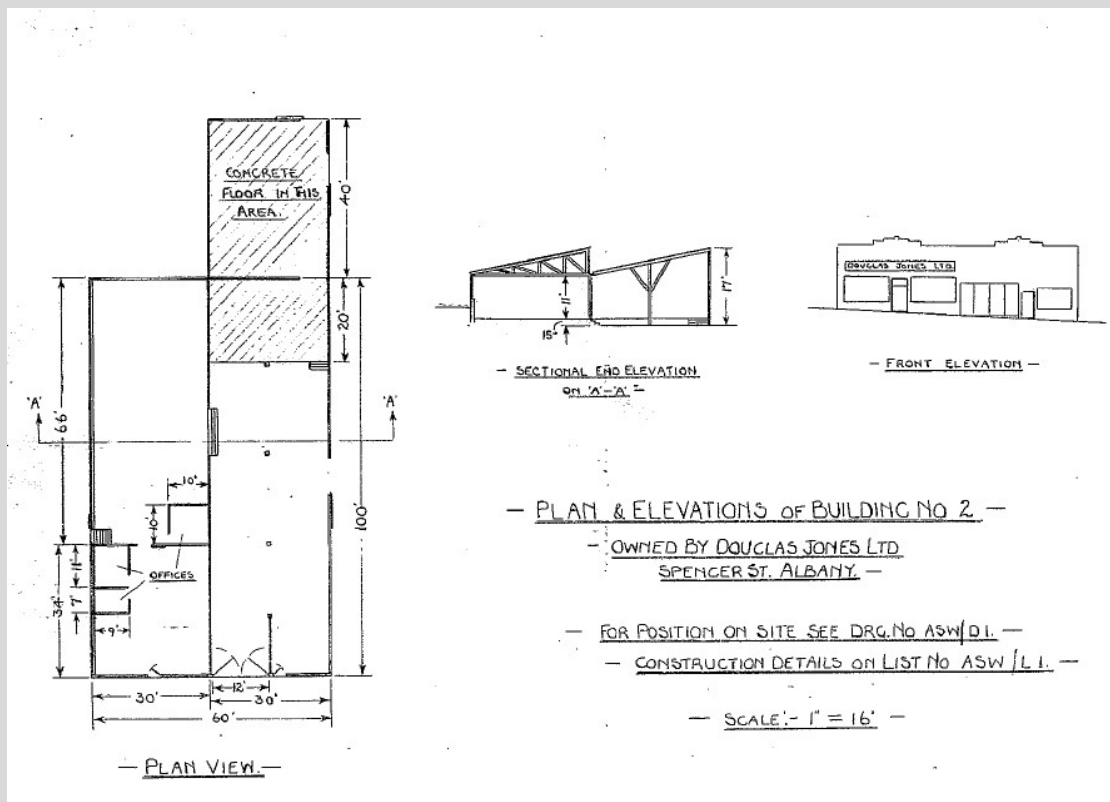 CONCRETE
FLOOR IN THIS
AREA.
40'
20'
'A'
'A'
66'
100'
10'
10'
OFFICES
11'
7'
34'
9'
12'
30'
30'
60'
— PLAN VIEW. —
11'
17'
15"
— SECTIONAL END ELEVATION
ON 'A'-'A' —
DOUGLAS JONES LTD
— FRONT ELEVATION —
— PLAN & ELEVATIONS OF BUILDING NO 2 —
— OWNED BY DOUGLAS JONES LTD
SPENCER ST. ALBANY. —
— FOR POSITION ON SITE SEE DRG. NO ASW/D1. —
— CONSTRUCTION DETAILS ON LIST NO ASW/L1. —
— SCALE:- 1" = 16' —